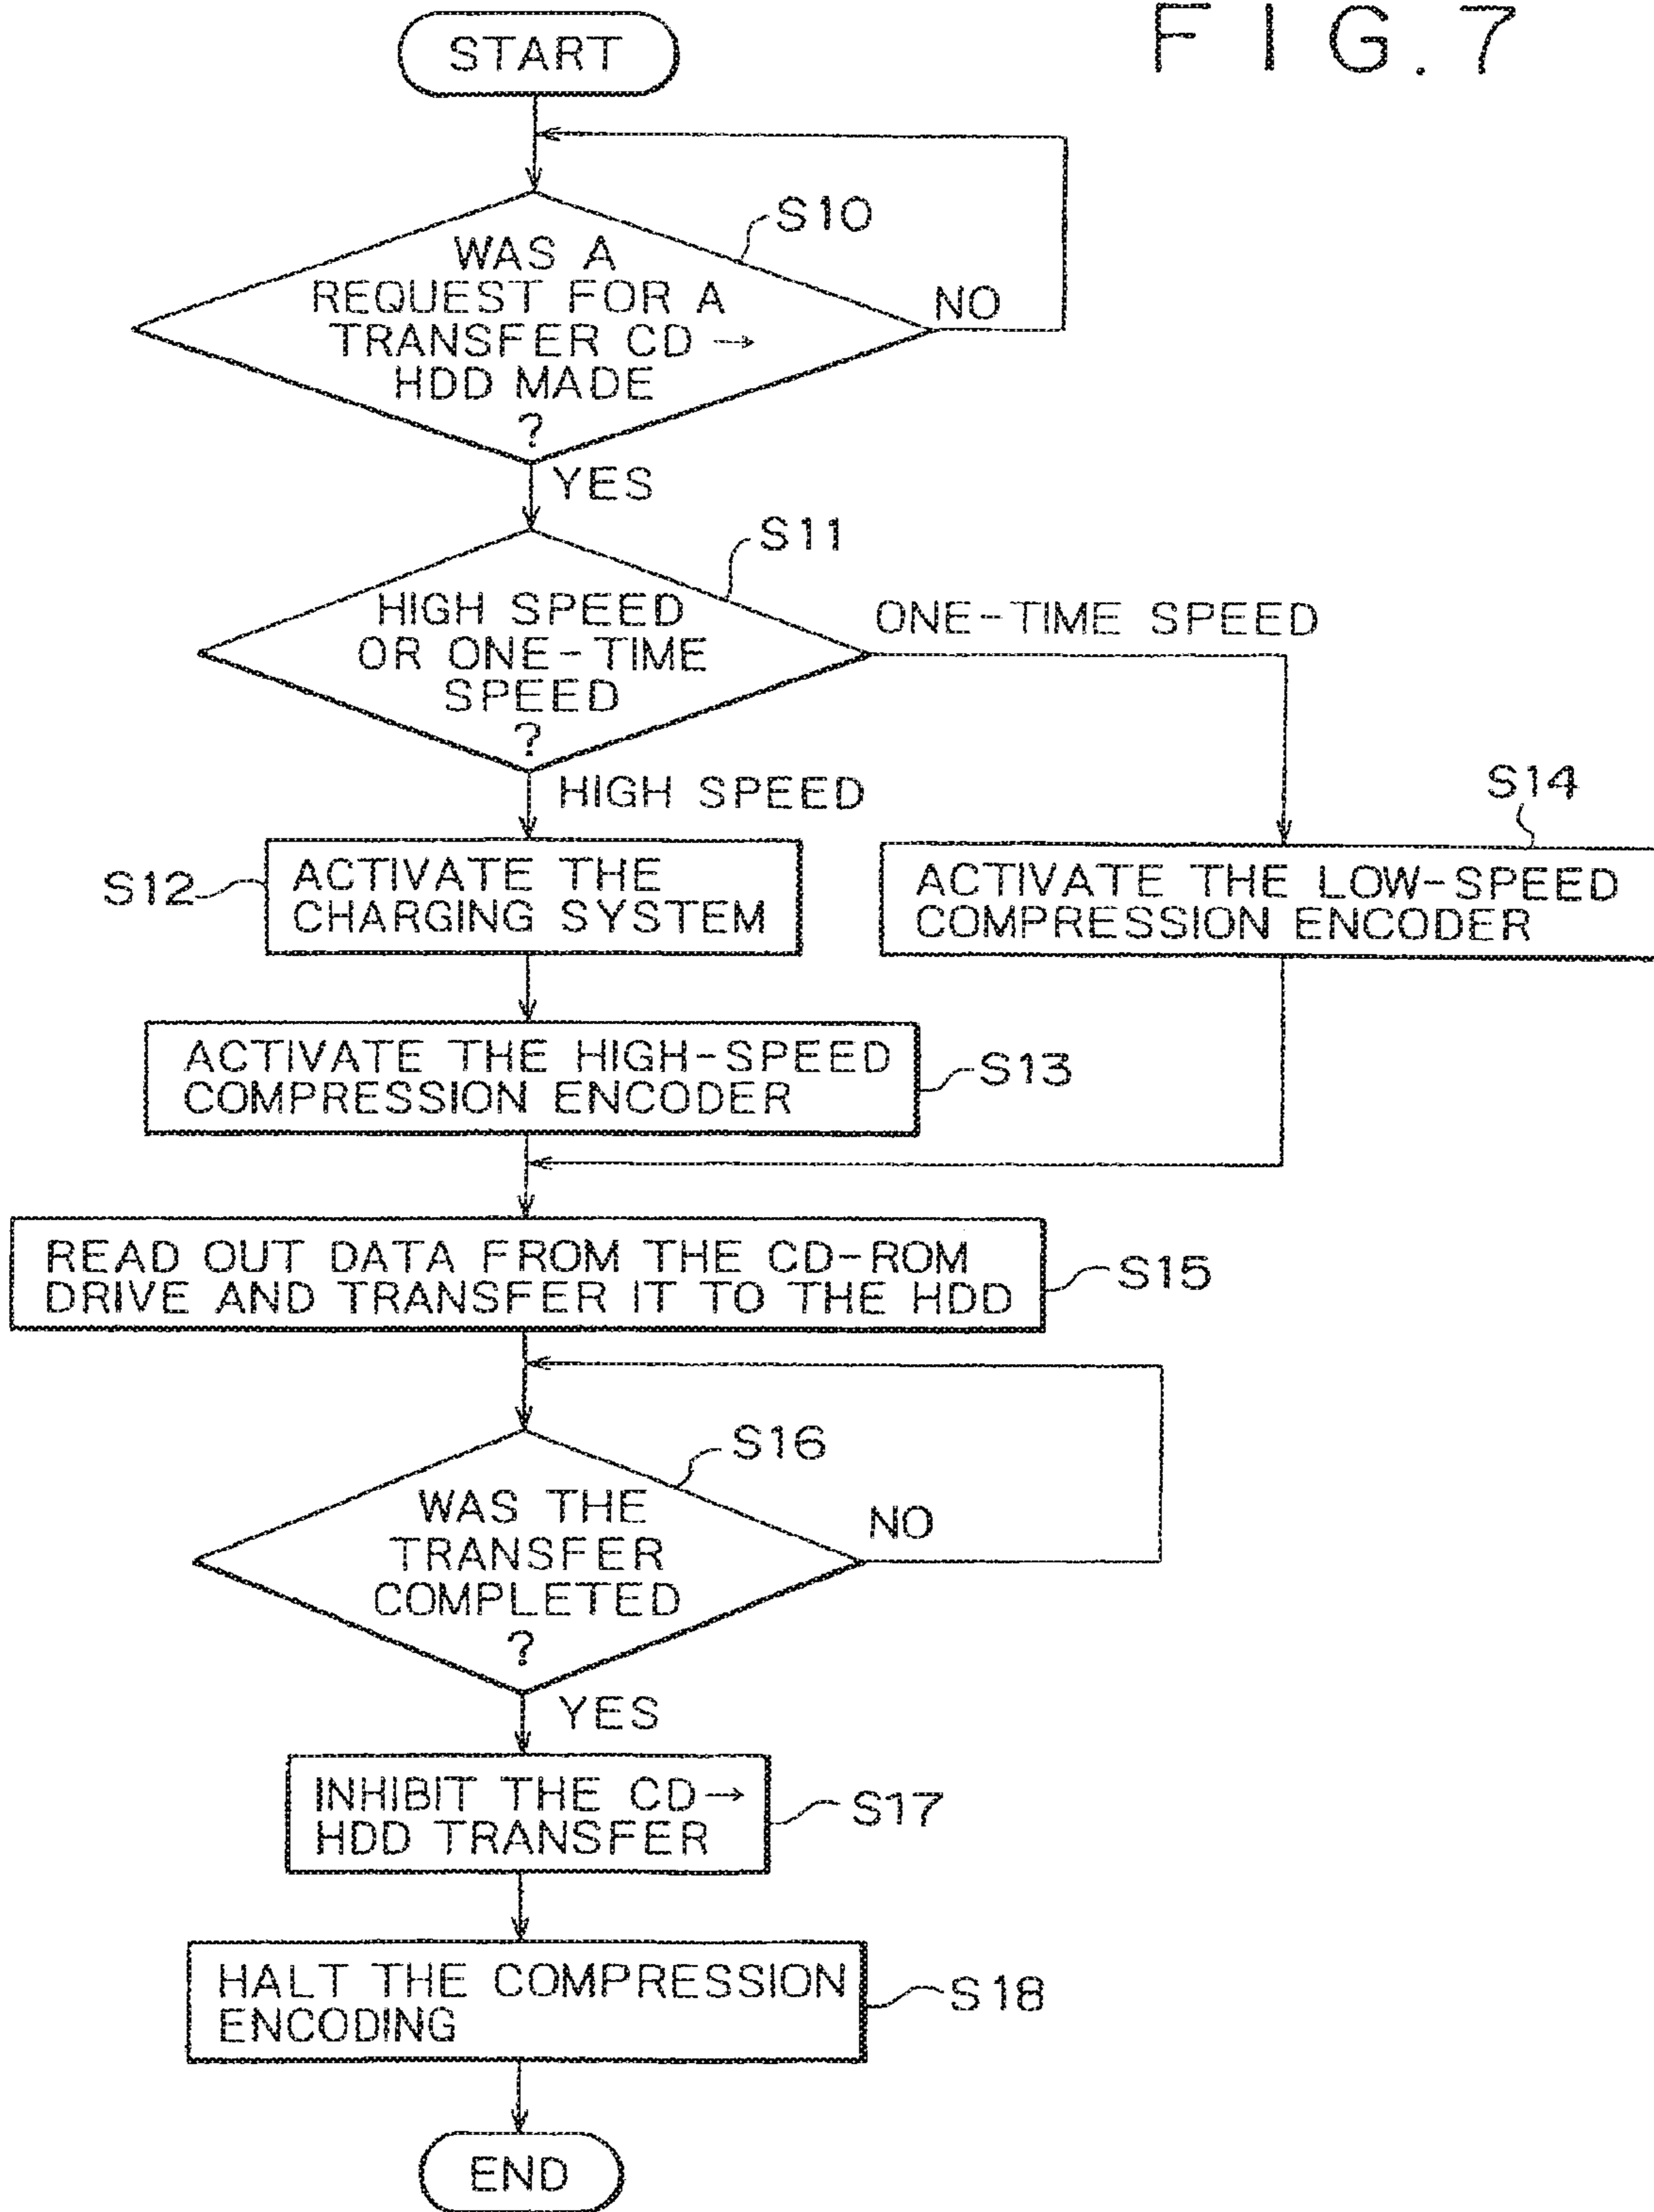 FIG. 7
START
S10
WAS A
REQUEST FOR A
TRANSFER CD →
HDD MADE
?
NO
YES
S11
HIGH SPEED
OR ONE-TIME
SPEED
?
ONE-TIME SPEED
HIGH SPEED
S12
ACTIVATE THE
CHARGING SYSTEM
S14
ACTIVATE THE LOW-SPEED
COMPRESSION ENCODER
ACTIVATE THE HIGH-SPEED
COMPRESSION ENCODER
S13
READ OUT DATA FROM THE CD-ROM
DRIVE AND TRANSFER IT TO THE HDD
S15
S16
WAS THE
TRANSFER
COMPLETED
?
NO
YES
INHIBIT THE CD →
HDD TRANSFER
S17
HALT THE COMPRESSION
ENCODING
S18
END